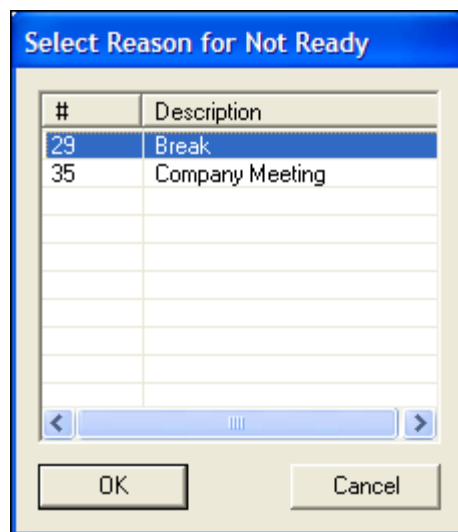 Select Reason for Not Ready
# Description
29 Break
35 Company Meeting
OK Cancel